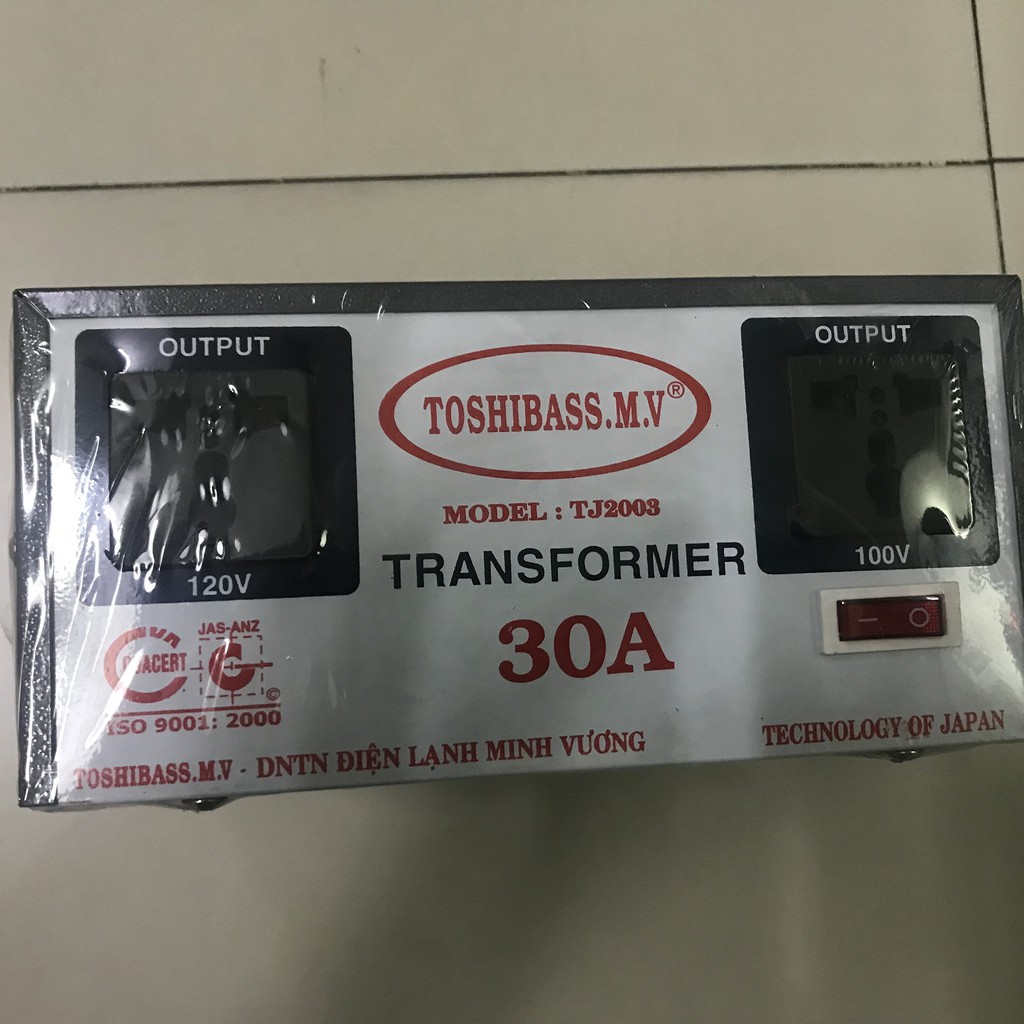 OUTPUT
120V
TOSHIBASS.M.V®
MODEL : TJ2003
TRANSFORMER
30A
OUTPUT
100V
JAS-ANZ
QUACERT
©
ISO 9001: 2000
TOSHIBASS.M.V - DNTN ĐIỆN LẠNH MINH VƯƠNG
TECHNOLOGY OF JAPAN